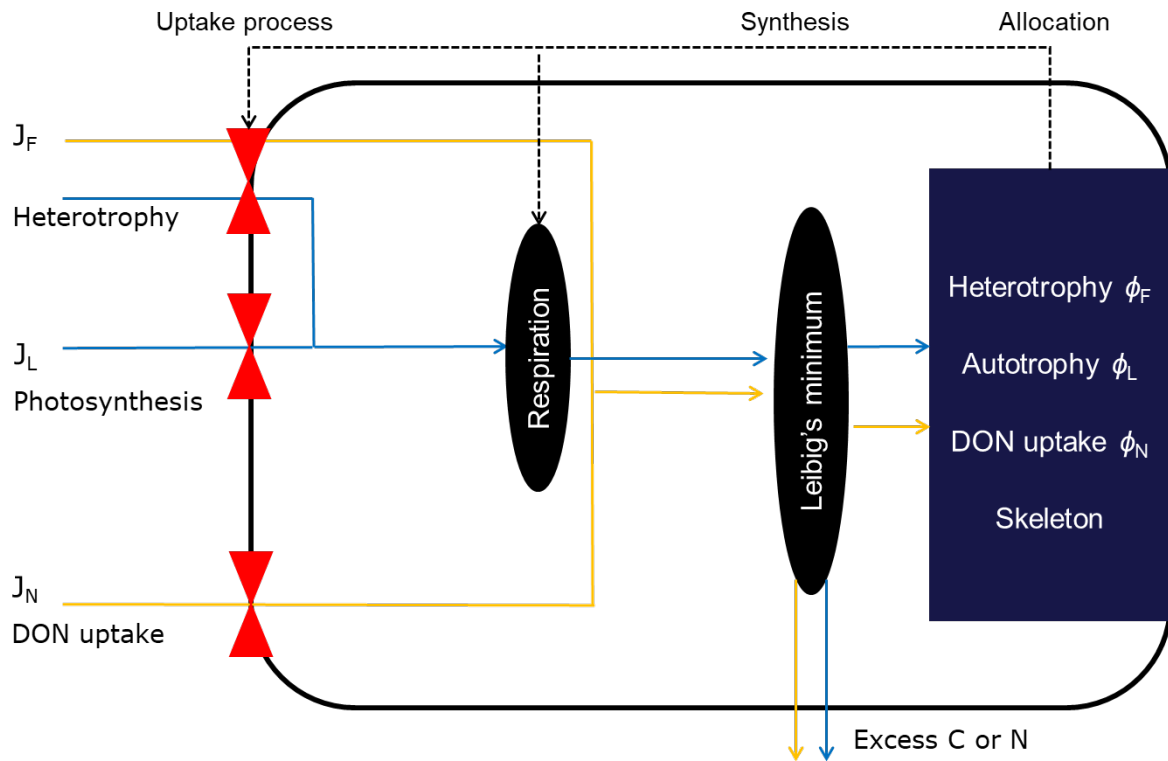 Uptake process
Synthesis
Allocation
J_F
Heterotrophy
J_L
Photosynthesis
J_N
DON uptake
Respiration
Leibig's minimum
Heterotrophy ϕ_F
Autotrophy ϕ_L
DON uptake ϕ_N
Skeleton
Excess C or N